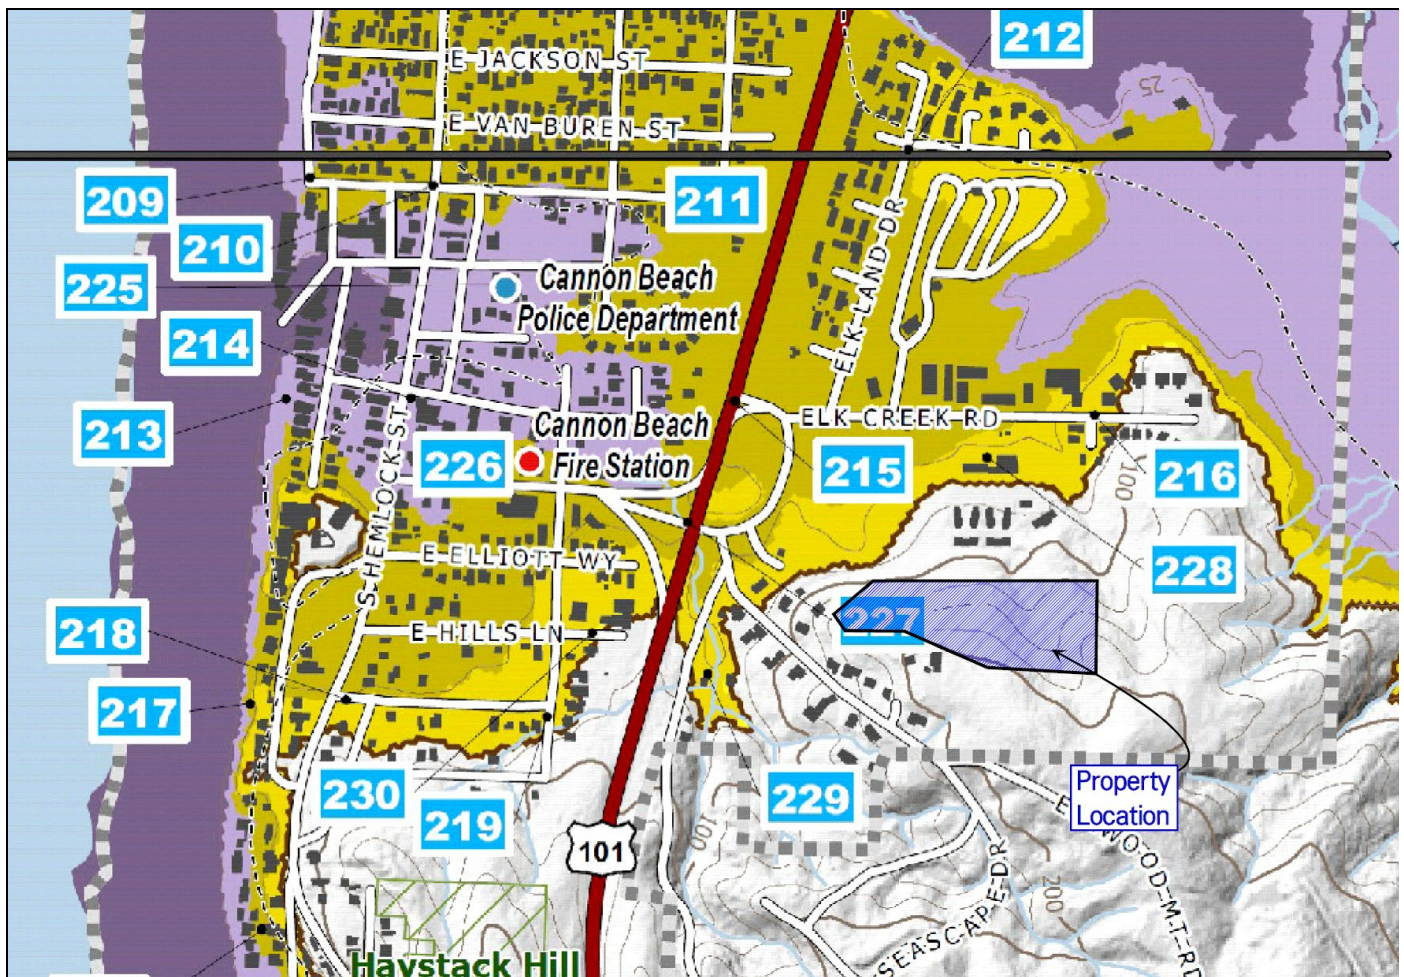 212
25
E JACKSON ST
E VAN BUREN ST
209
211
210
ELK LAND DR
225
Cannon Beach
Police Department
214
213
S HEMLOCK ST
Cannon Beach
Fire Station
226
ELK CREEK RD
215
216
100
228
E ELLIOTT WY
227
218
E HILLS LN
217
230
219
229
100
101
Property
Location
WOOD MT RD
200
SEASCAPE DR
Haystack Hill